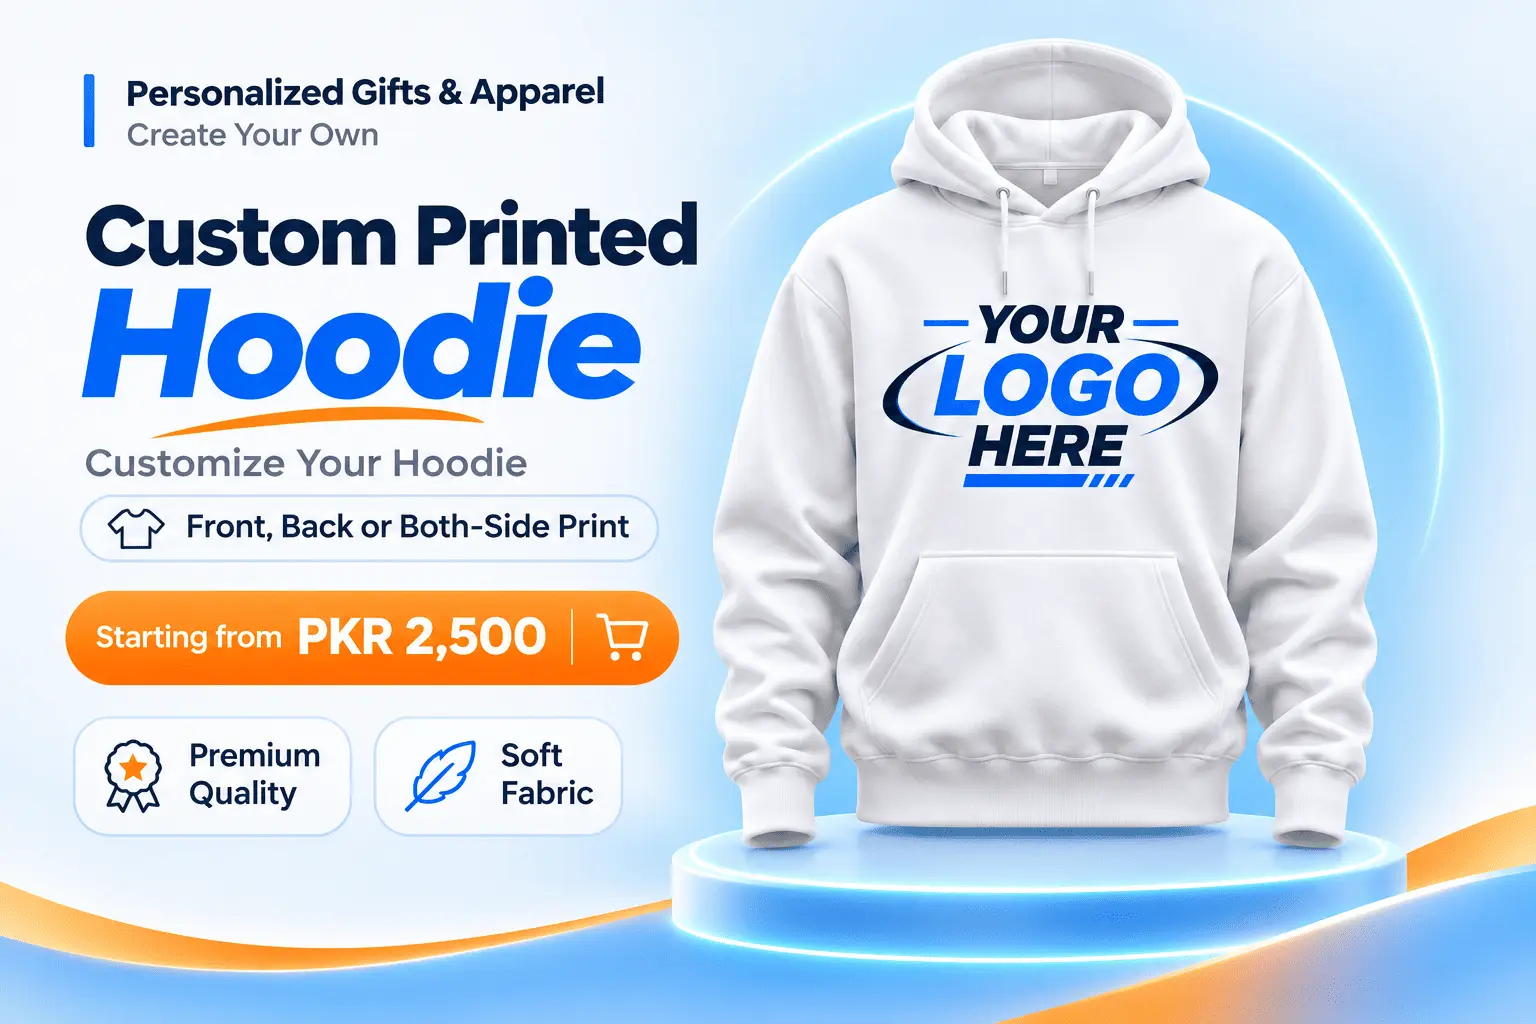 Personalized Gifts & Apparel
Create Your Own
Custom Printed
Hoodie
Customize Your Hoodie
Front, Back or Both-Side Print
Starting from PKR 2,500
Premium
Quality
Soft
Fabric
YOUR
LOGO
HERE